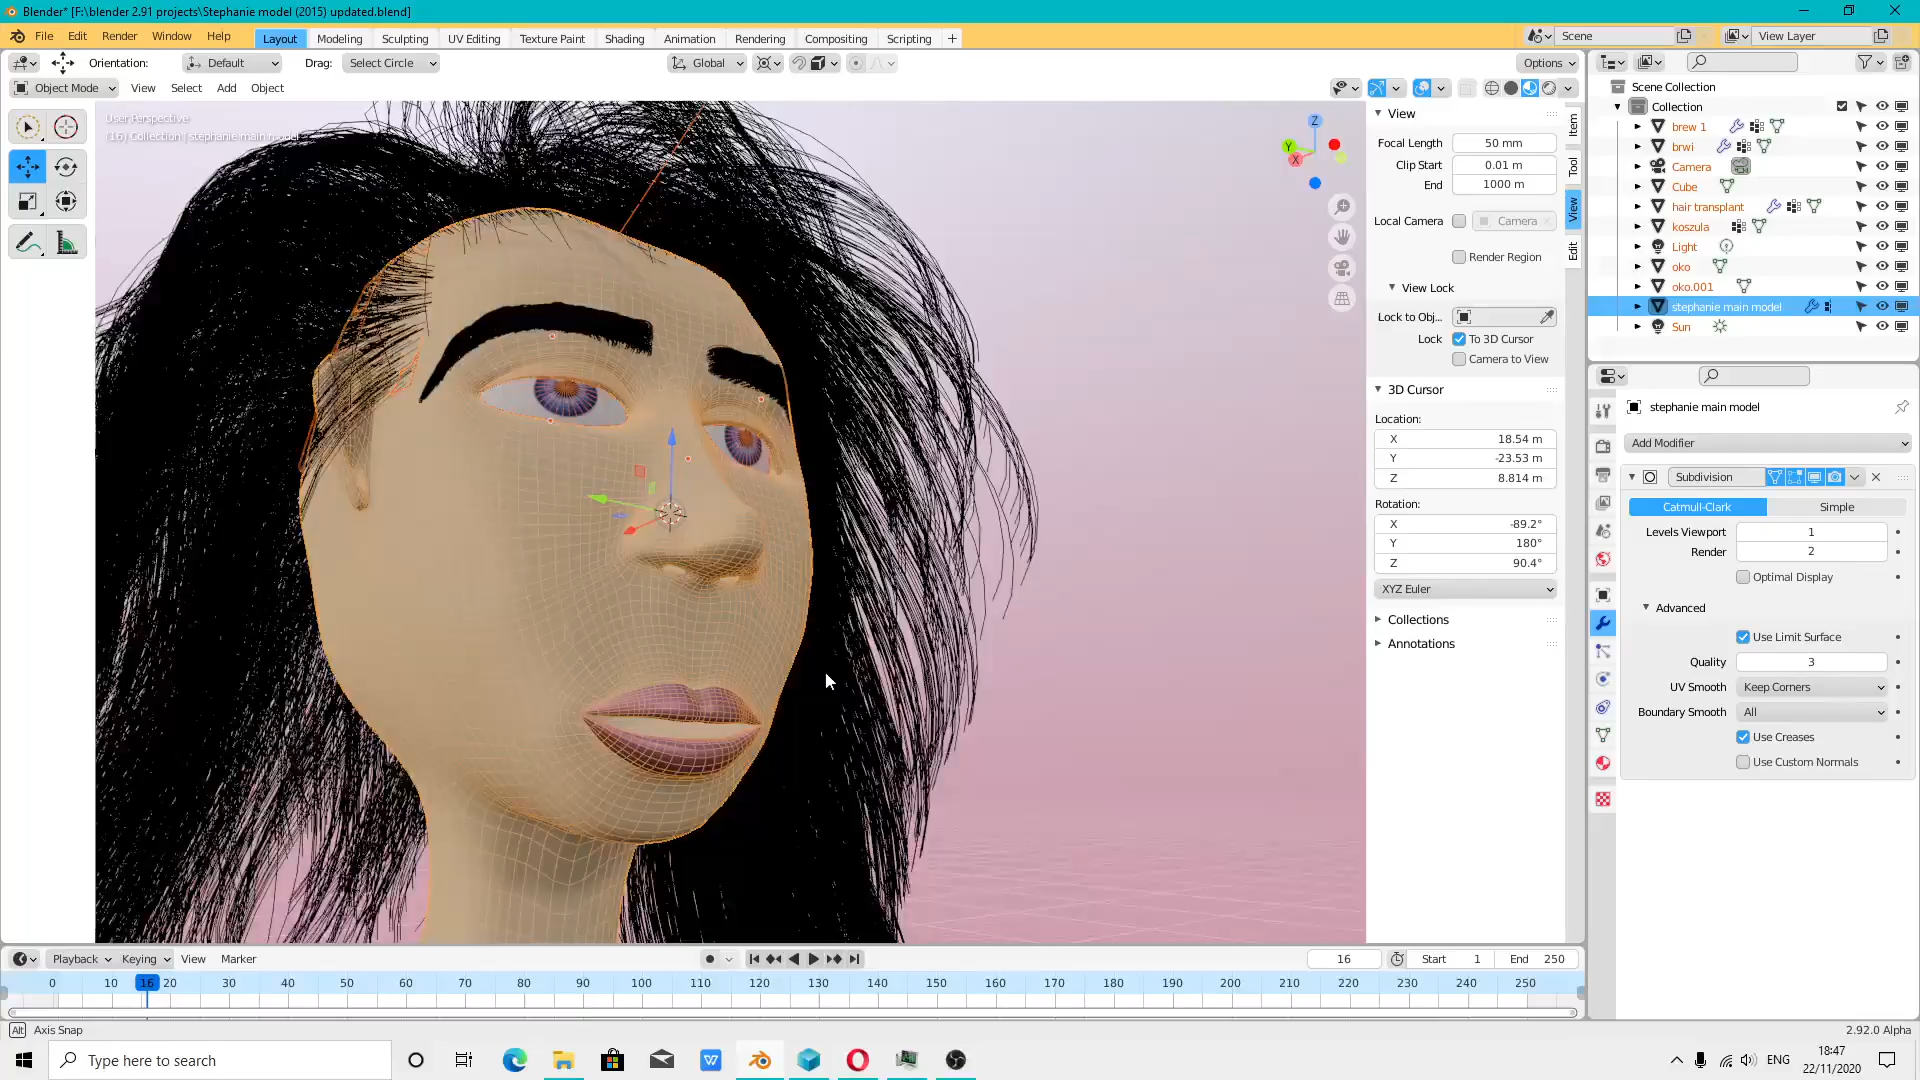 Blender* [F:\blender 2.91 projects\Stephanie model (2015) updated.blend]
File Edit Render Window Help Layout Modeling Sculpting UV Editing Texture Paint Shading Animation Rendering Compositing Scripting + Scene View Layer
Orientation: Default Drag: Select Circle Global Options
Object Mode View Select Add Object
User Perspective
(16) Collection | stephanie main model
Z
Y
X
View
Focal Length 50 mm
Clip Start 0.01 m
End 1000 m
Local Camera Camera
Render Region
View Lock
Lock to Obj...
Lock To 3D Cursor
Camera to View
3D Cursor
Location:
X 18.54 m
Y -23.53 m
Z 8.814 m
Rotation:
X -89.2°
Y 180°
Z 90.4°
XYZ Euler
Collections
Annotations
Item
Tool
View
Edit
Scene Collection
Collection
brew 1
brwi
Camera
Cube
hair transplant
koszula
Light
oko
oko.001
stephanie main model
Sun
stephanie main model
Add Modifier
Subdivision
Catmull-Clark Simple
Levels Viewport 1
Render 2
Optimal Display
Advanced
Use Limit Surface
Quality 3
UV Smooth Keep Corners
Boundary Smooth All
Use Creases
Use Custom Normals
Playback Keying View Marker 16 Start 1 End 250
0 10 16 20 30 40 50 60 70 80 90 100 110 120 130 140 150 160 170 180 190 200 210 220 230 240 250
Alt Axis Snap 2.92.0 Alpha
Type here to search
ENG
18:47
22/11/2020